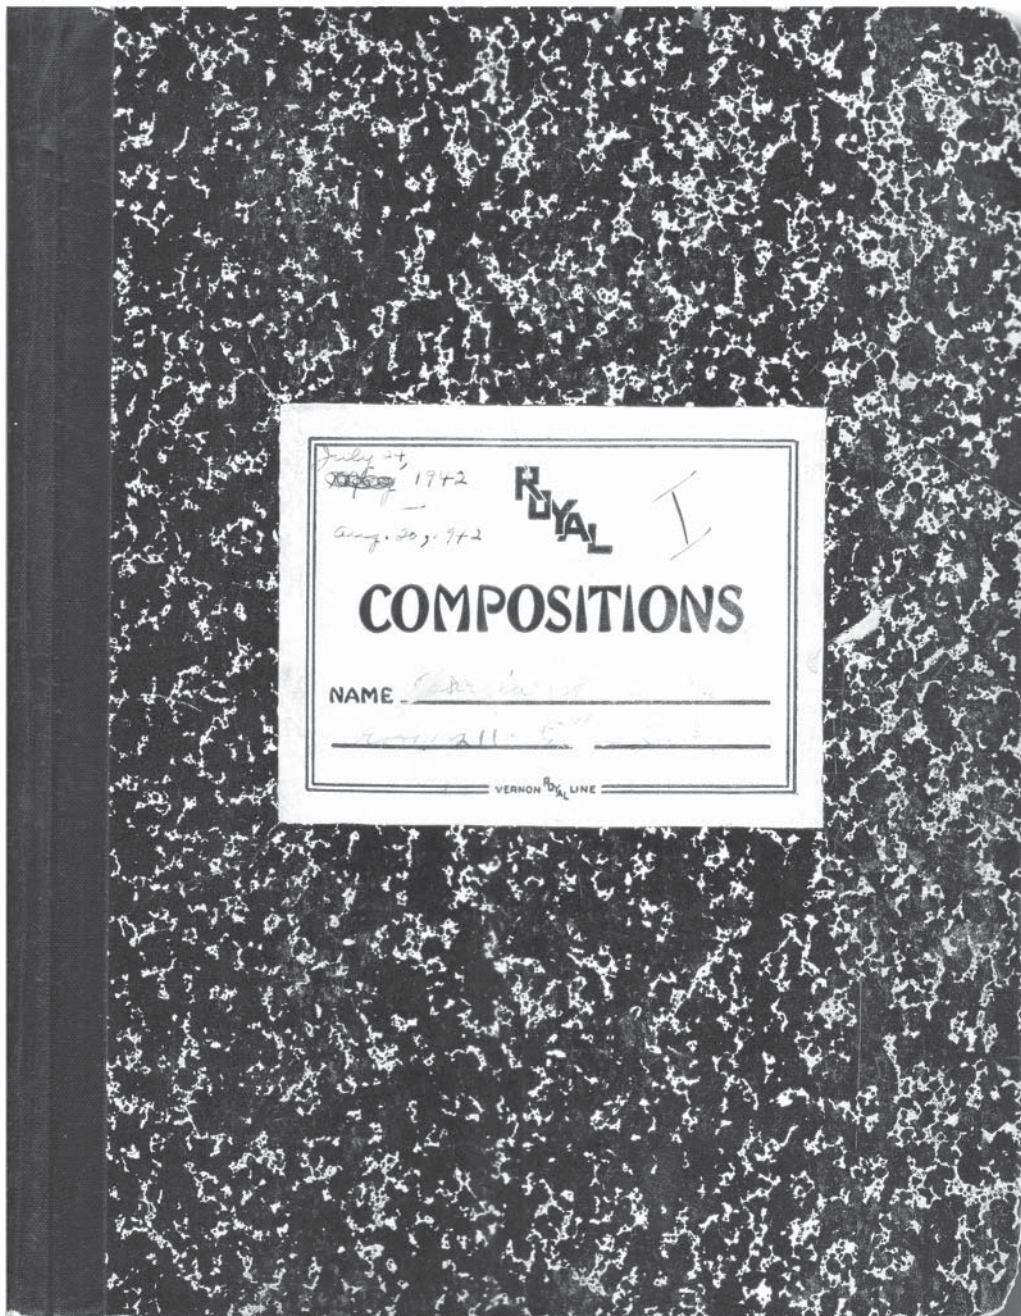 July 24,
1942
—
Aug. 20, 1942
ROYAL
I
COMPOSITIONS
NAME
VERNON ROYAL LINE